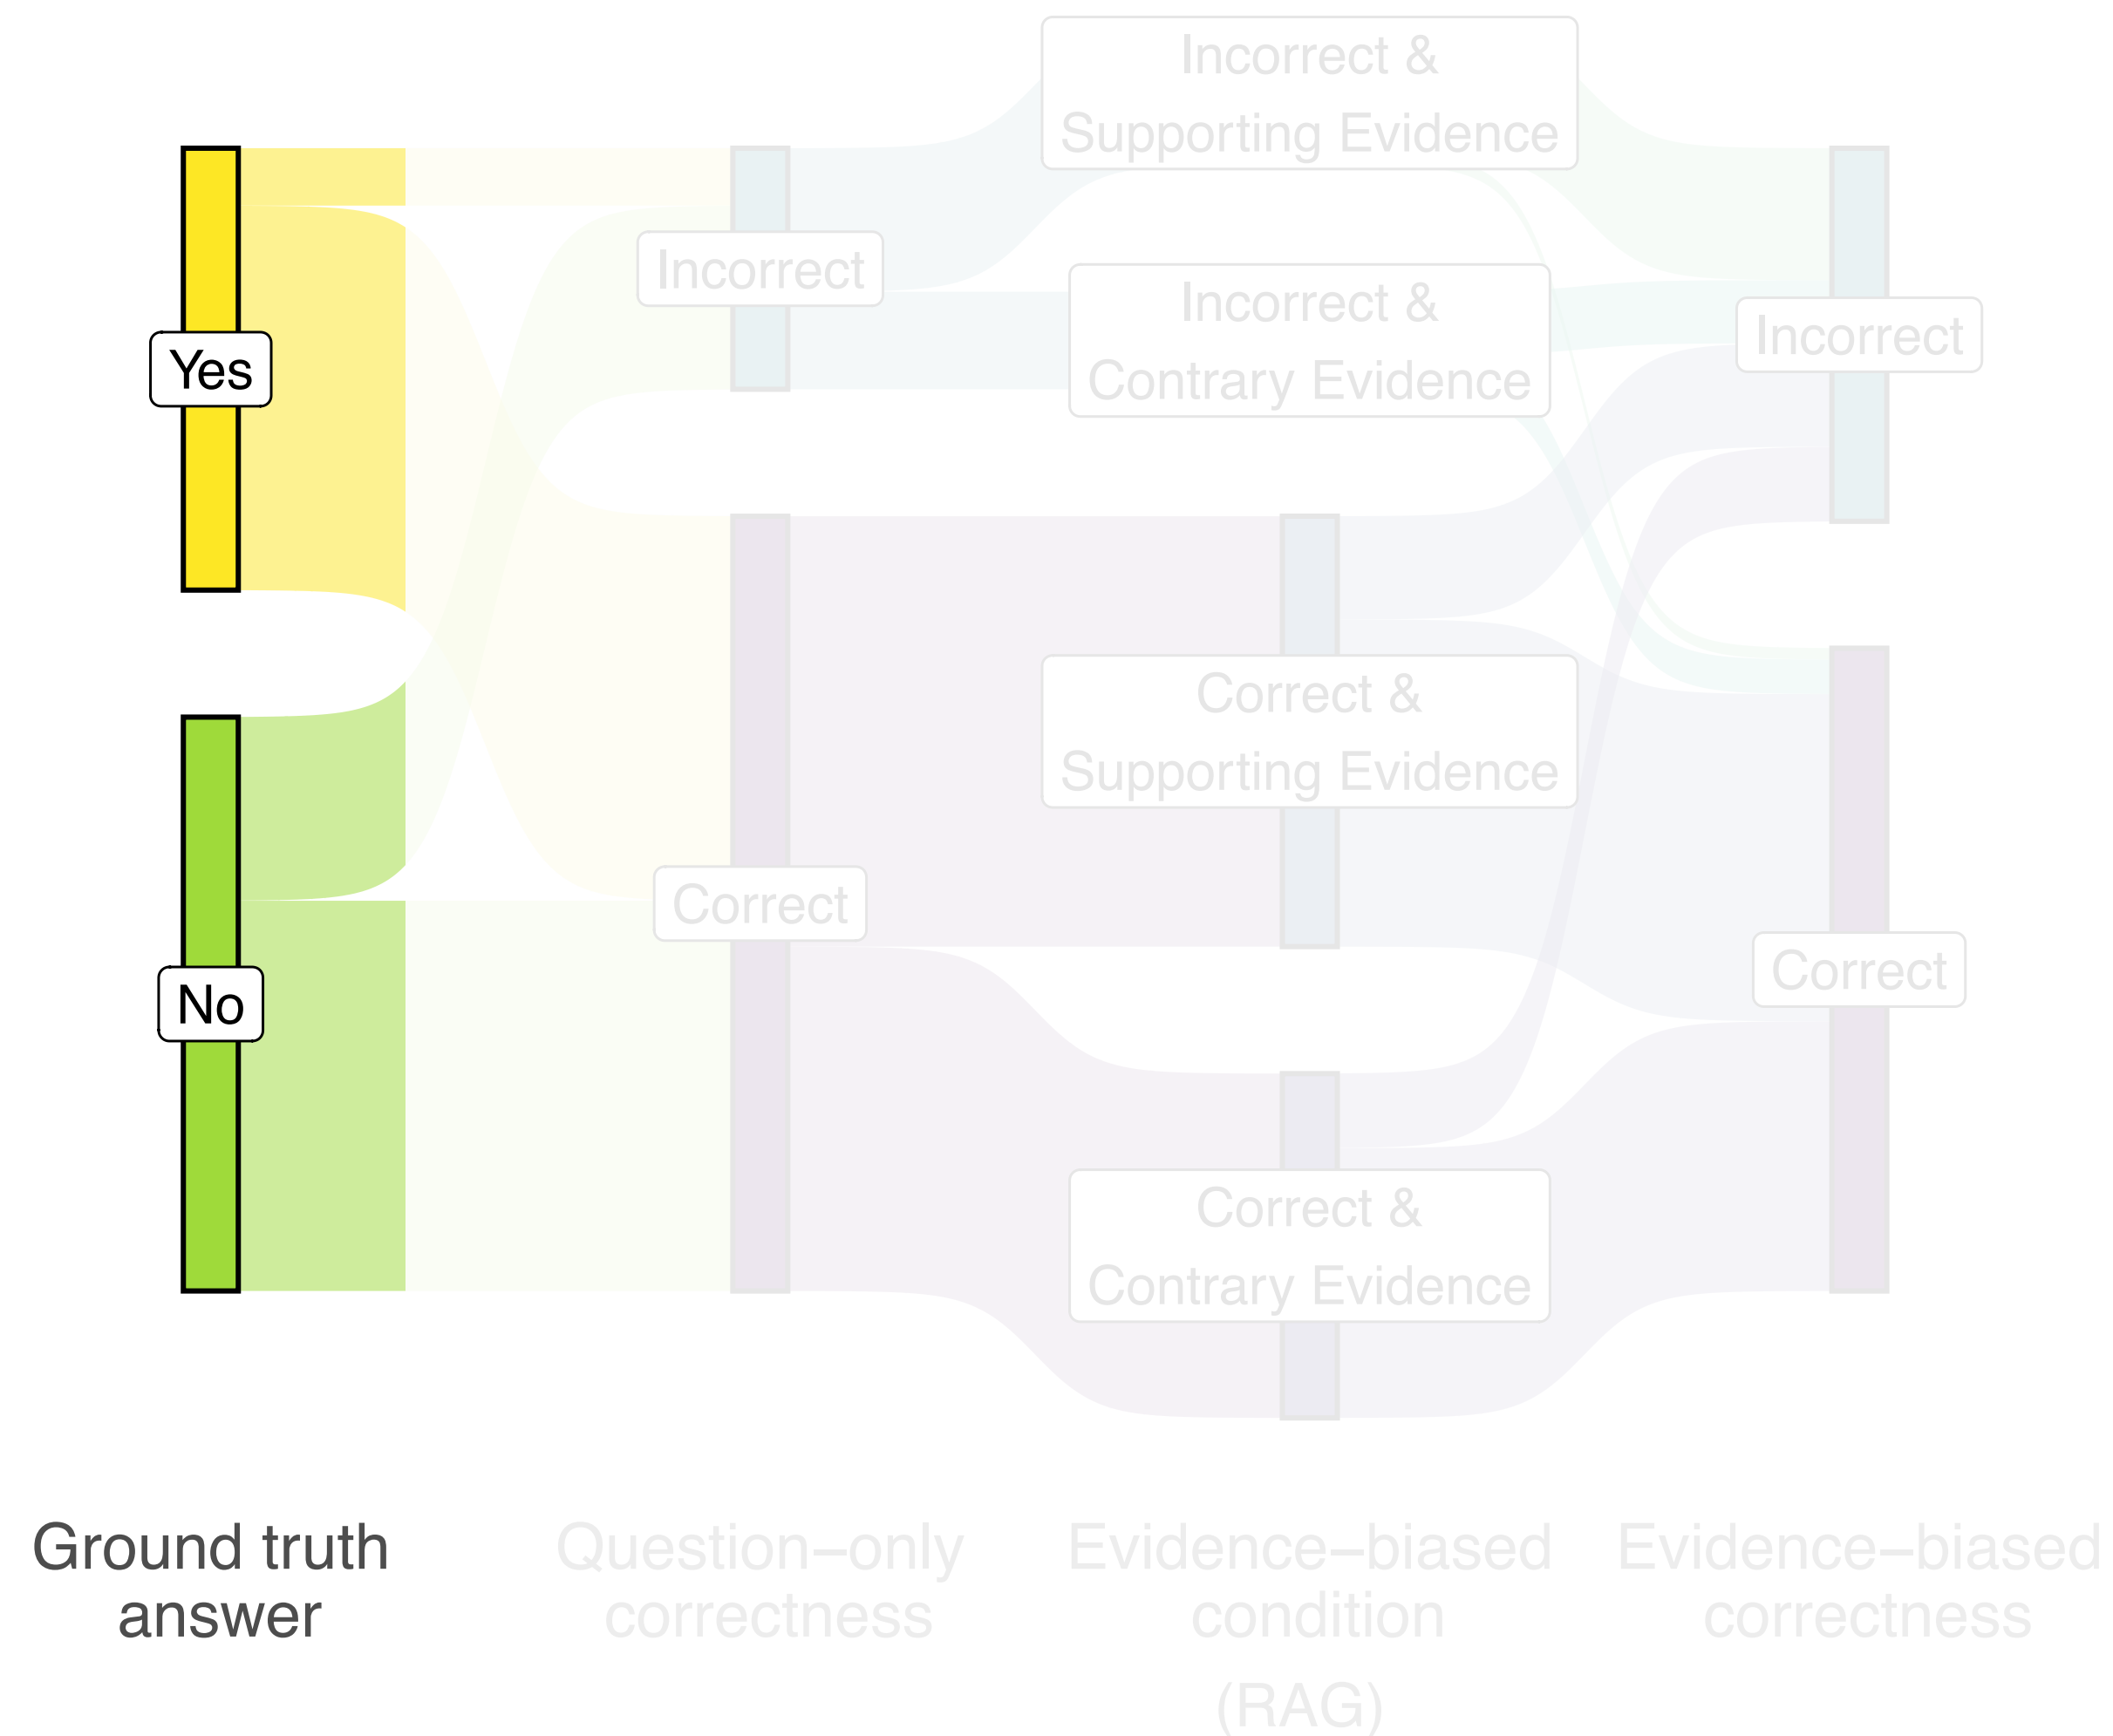 Yes
No
Incorrect
Correct
Incorrect &
Supporting Evidence
Incorrect &
Contrary Evidence
Correct &
Supporting Evidence
Correct &
Contrary Evidence
Incorrect
Correct
Ground truth
answer
Question−only
correctness
Evidence−biased
condition
(RAG)
Evidence−biased
correctness